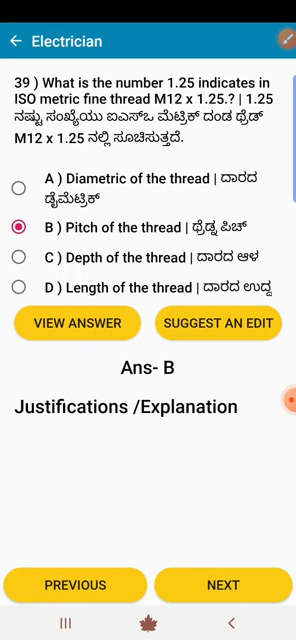 Electrician
39 ) What is the number 1.25 indicates in
ISO metric fine thread M12 x 1.25.? | 1.25
ನಷ್ಟು ಸಂಖ್ಯೆಯು ಐಎಸ್ಒ ಮೆಟ್ರಿಕ್ ದಂಡ ಥ್ರೆಡ್
M12 x 1.25 ನಲ್ಲಿ ಸೂಚಿಸುತ್ತದೆ.
A ) Diametric of the thread | ದಾರದ
ಡೈಮೆಟ್ರಿಕ್
B ) Pitch of the thread | ಥ್ರೆಡ್ನ ಪಿಚ್
C ) Depth of the thread | ದಾರದ ಆಳ
D ) Length of the thread | ದಾರದ ಉದ್ದ
VIEW ANSWER
SUGGEST AN EDIT
Ans- B
Justifications /Explanation
PREVIOUS
NEXT